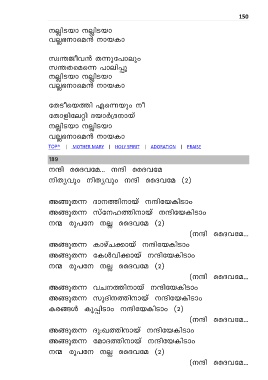 150
നല്ലിടയാ നല്ലിടയാ
വല്ലഭനാമെൻ നായകാ
സ്വന്തജീവൻ തന്നുപോലും
സന്തതമെന്നെ പാലിപ്പൂ
നല്ലിടയാ നല്ലിടയാ
വല്ലഭനാമെൻ നായകാ
തേടിയെത്തി എന്നെയും നീ
തോളിലേറ്റി ദയാർദ്രനായ്
നല്ലിടയാ നല്ലിടയാ
വല്ലഭനാമെൻ നായകാ
TOP^ | MOTHER MARY | HOLY SPIRIT | ADORATION | PRAISE
189
നന്ദി ദൈവമേ... നന്ദി ദൈവമേ
നിത്യവും നിത്യവും നന്ദി ദൈവമേ (2)
അങ്ങുതന്ന ദാനത്തിനായ് നന്ദിയേകിടാം
അങ്ങുതന്ന സ്നേഹത്തിനായ് നന്ദിയേകിടാം
നന്മ രൂപനേ നല്ല ദൈവമേ (2)
(നന്ദി ദൈവമേ...
അങ്ങുതന്ന കാഴ്ചക്കായ് നന്ദിയേകിടാം
അങ്ങുതന്ന കേൾവിക്കായ് നന്ദിയേകിടാം
നന്മ രൂപനേ നല്ല ദൈവമേ (2)
(നന്ദി ദൈവമേ...
അങ്ങുതന്ന വചനത്തിനായ് നന്ദിയേകിടാം
അങ്ങുതന്ന സുദിനത്തിനായ് നന്ദിയേകിടാം
കരങ്ങൾ കൂപ്പിടാം നന്ദിയേകിടാം (2)
(നന്ദി ദൈവമേ...
അങ്ങുതന്ന ദുഃഖത്തിനായ് നന്ദിയേകിടാം
അങ്ങുതന്ന മോദത്തിനായ് നന്ദിയേകിടാം
നന്മ രൂപനേ നല്ല ദൈവമേ (2)
(നന്ദി ദൈവമേ...